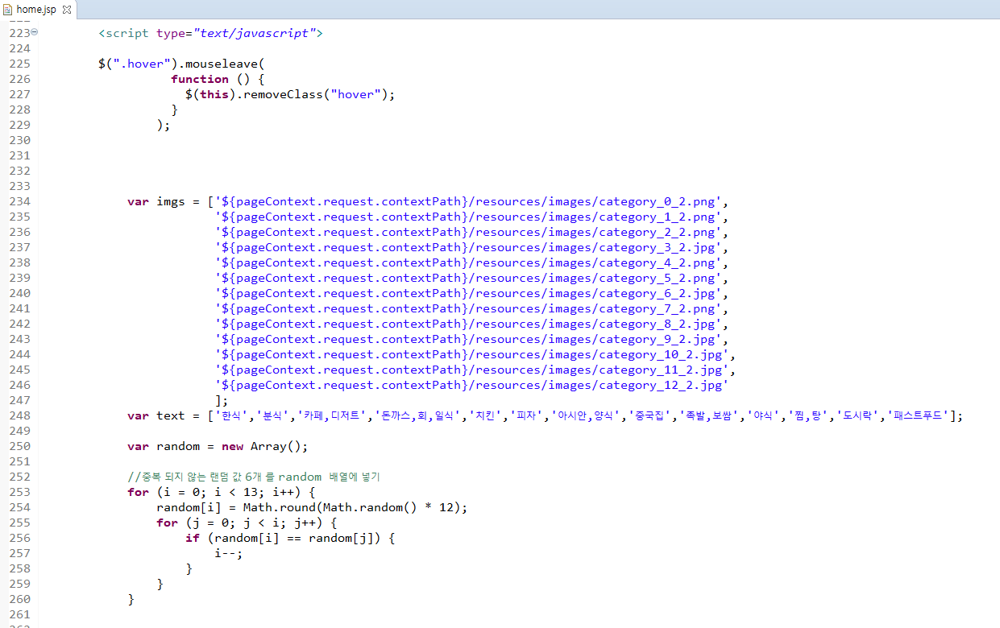 home.jsp
223 <script type="text/javascript">
224
225 $(".hover").mouseleave(
226 function () {
227 $(this).removeClass("hover");
228 }
229 );
230
231
232
233
234 var imgs = ['${pageContext.request.contextPath}/resources/images/category_0_2.png',
235 '${pageContext.request.contextPath}/resources/images/category_1_2.png',
236 '${pageContext.request.contextPath}/resources/images/category_2_2.png',
237 '${pageContext.request.contextPath}/resources/images/category_3_2.jpg',
238 '${pageContext.request.contextPath}/resources/images/category_4_2.png',
239 '${pageContext.request.contextPath}/resources/images/category_5_2.png',
240 '${pageContext.request.contextPath}/resources/images/category_6_2.jpg',
241 '${pageContext.request.contextPath}/resources/images/category_7_2.png',
242 '${pageContext.request.contextPath}/resources/images/category_8_2.jpg',
243 '${pageContext.request.contextPath}/resources/images/category_9_2.jpg',
244 '${pageContext.request.contextPath}/resources/images/category_10_2.jpg',
245 '${pageContext.request.contextPath}/resources/images/category_11_2.jpg',
246 '${pageContext.request.contextPath}/resources/images/category_12_2.jpg'
247 ];
248 var text = ['한식','분식','카페,디저트','돈까스,회,일식','치킨','피자','아시안,양식','중국집','족발,보쌈','야식','찜,탕','도시락','패스트푸드'];
249
250 var random = new Array();
251
252 //중복 되지 않는 랜덤 값 6개 를 random 배열에 넣기
253 for (i = 0; i < 13; i++) {
254 random[i] = Math.round(Math.random() * 12);
255 for (j = 0; j < i; j++) {
256 if (random[i] == random[j]) {
257 i--;
258 }
259 }
260 }
261